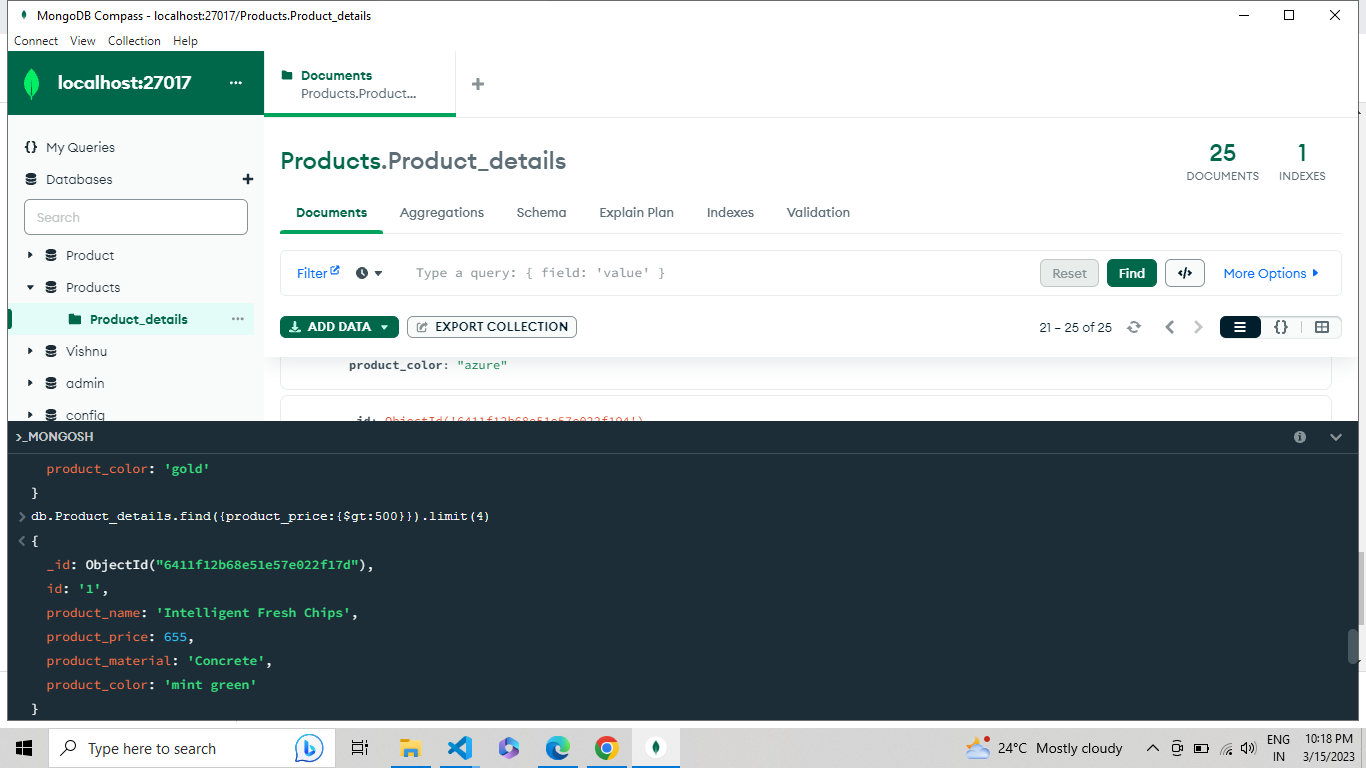 MongoDB Compass - localhost:27017/Products.Product_details
Connect View Collection Help
localhost:27017 ...
Documents
Products.Product...
My Queries
Databases
Search
Product
Products
Product_details ...
Vishnu
admin
config
Products.Product_details
25
DOCUMENTS
1
INDEXES
Documents Aggregations Schema Explain Plan Indexes Validation
Filter Type a query: { field: 'value' } Reset Find </> More Options
ADD DATA EXPORT COLLECTION 21 – 25 of 25 {}
product_color: "azure"
_id: ObjectId('6411f12b68e51e57e022f194')
>_MONGOSH
product_color: 'gold'
}
> db.Product_details.find({product_price:{$gt:500}}).limit(4)
< {
_id: ObjectId("6411f12b68e51e57e022f17d"),
id: '1',
product_name: 'Intelligent Fresh Chips',
product_price: 655,
product_material: 'Concrete',
product_color: 'mint green'
}
Type here to search
24°C Mostly cloudy
ENG
IN
10:18 PM
3/15/2023